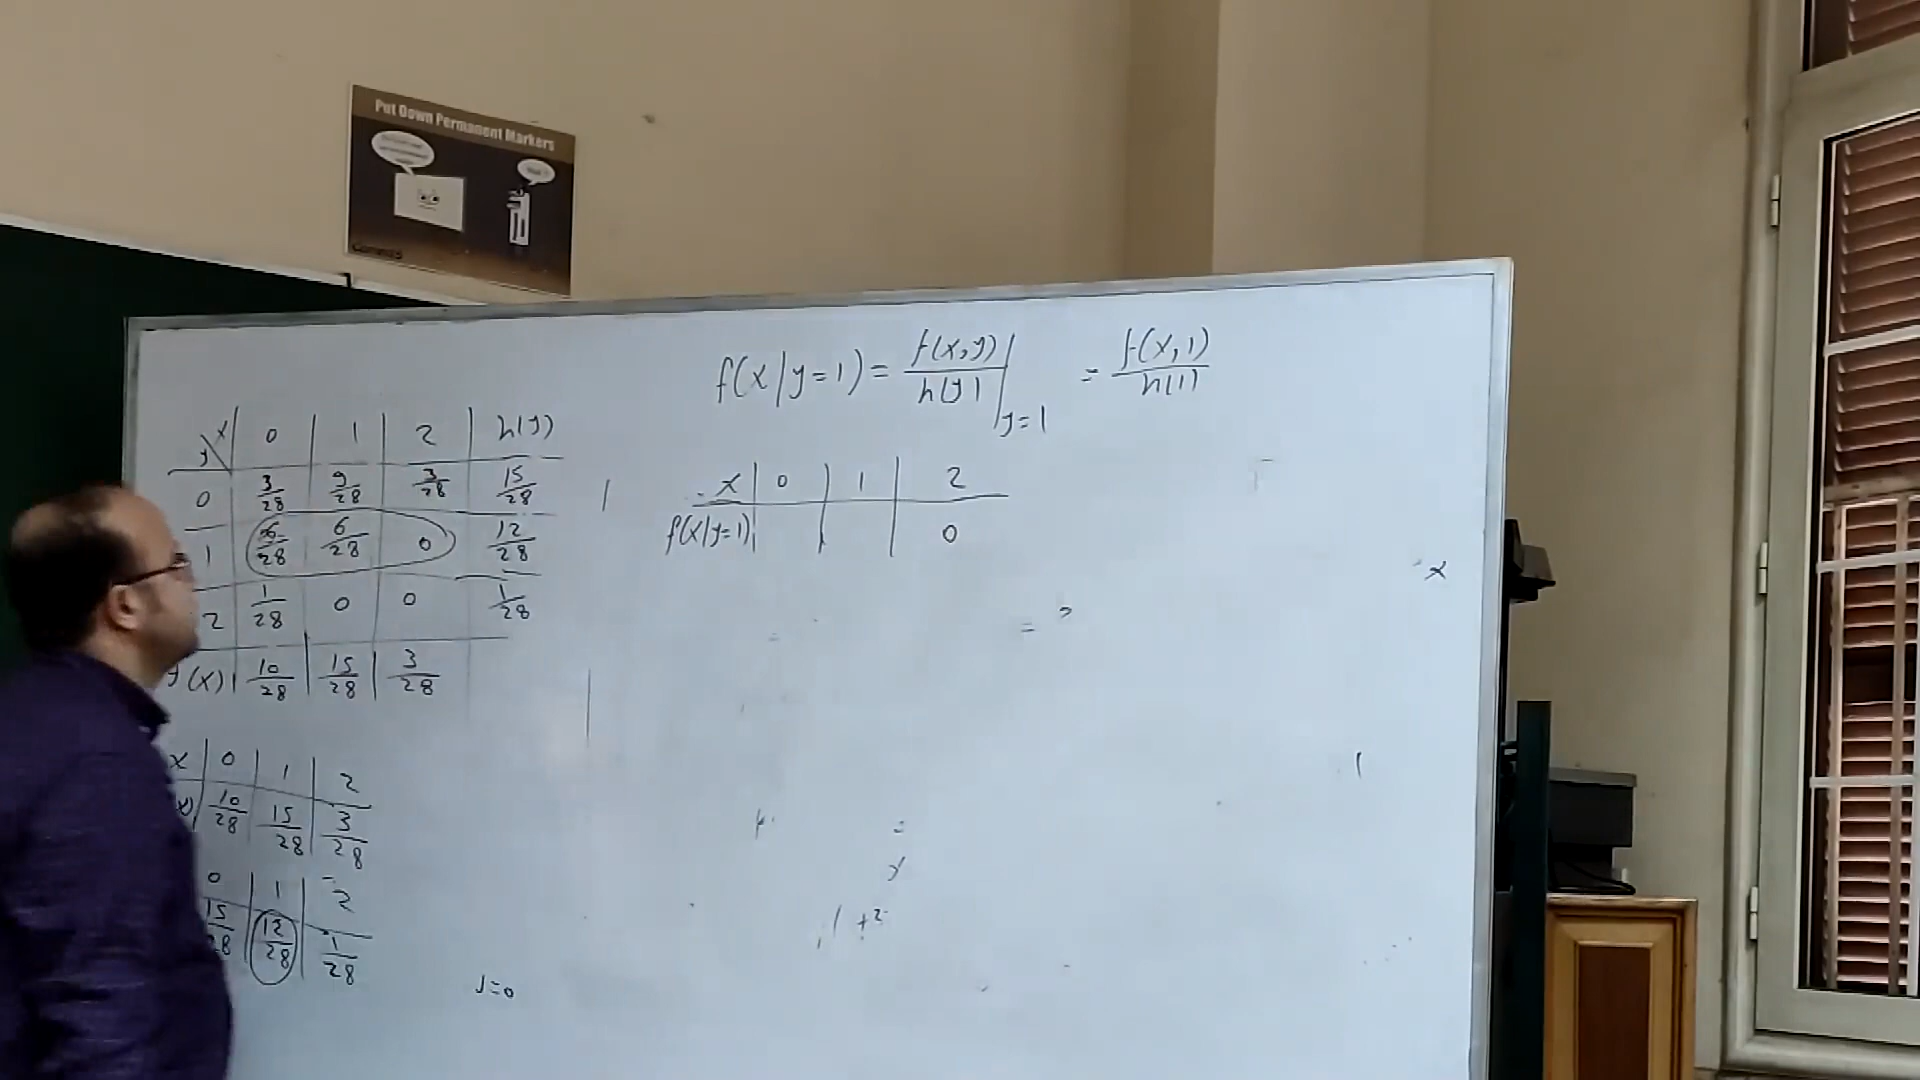 Put Down Permanent Markers
f(x|y=1) = f(x,y)/h(y) | y=1 = f(x,1)/h(1)
y\x | 0 | 1 | 2 | h(y)
0 | 3/28 | 9/28 | 3/28 | 15/28
1 | 6/28 | 6/28 | 0 | 12/28
2 | 1/28 | 0 | 0 | 1/28
(x) | 10/28 | 15/28 | 3/28
x | 0 | 1 | 2
f(x|y=1) | | | 0
x | 0 | 1 | 2
x) | 10/28 | 15/28 | 3/28
0 | 1 | 2
15/28 | 12/28 | 1/28
=0